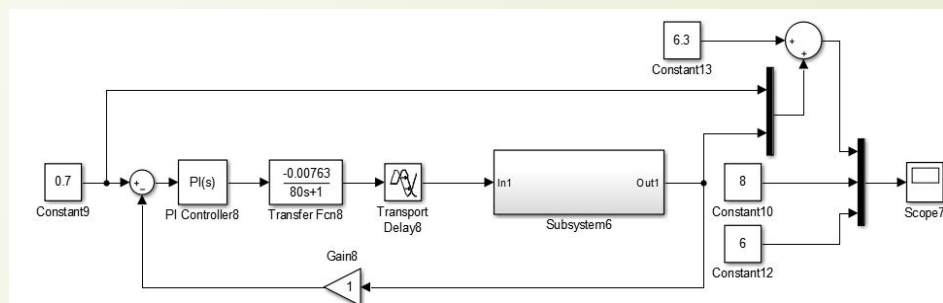 6.3
+
+
Constant13
0.7
Constant9
+
−
PI(s)
PI Controller8
-0.00763
80s+1
Transfer Fcn8
Transport
Delay8
In1
Out1
Subsystem6
8
Constant10
6
Constant12
Scope7
Gain8
1